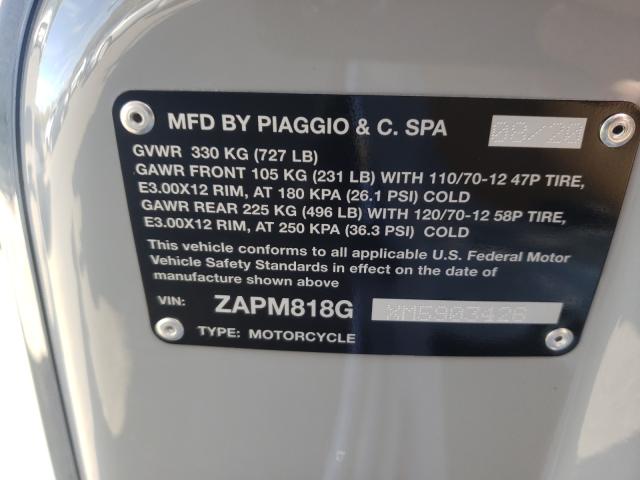 MFD BY PIAGGIO & C. SPA 08/20
GVWR 330 KG (727 LB)
GAWR FRONT 105 KG (231 LB) WITH 110/70-12 47P TIRE,
E3.00X12 RIM, AT 180 KPA (26.1 PSI) COLD
GAWR REAR 225 KG (496 LB) WITH 120/70-12 58P TIRE,
E3.00X12 RIM, AT 250 KPA (36.3 PSI) COLD
This vehicle conforms to all applicable U.S. Federal Motor
Vehicle Safety Standards in effect on the date of
manufacture shown above
VIN: ZAPM818G XM5903426
TYPE: MOTORCYCLE